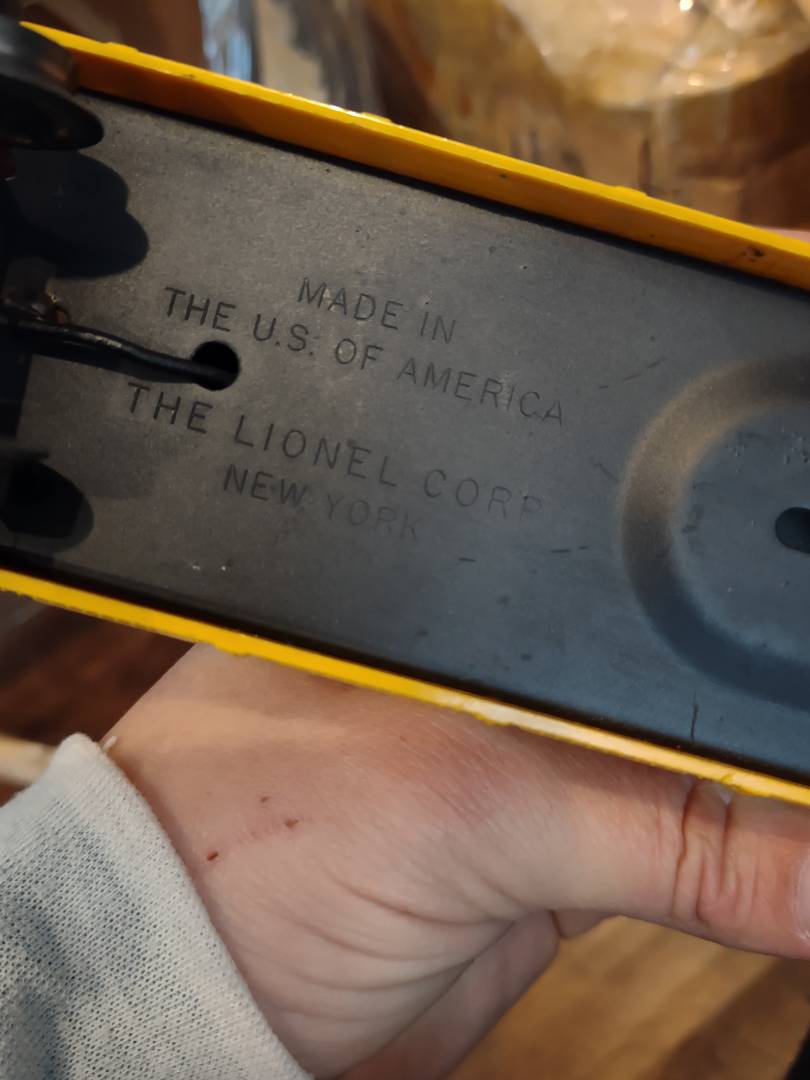 MADE IN
THE U.S. OF AMERICA
THE LIONEL CORP
NEW YORK